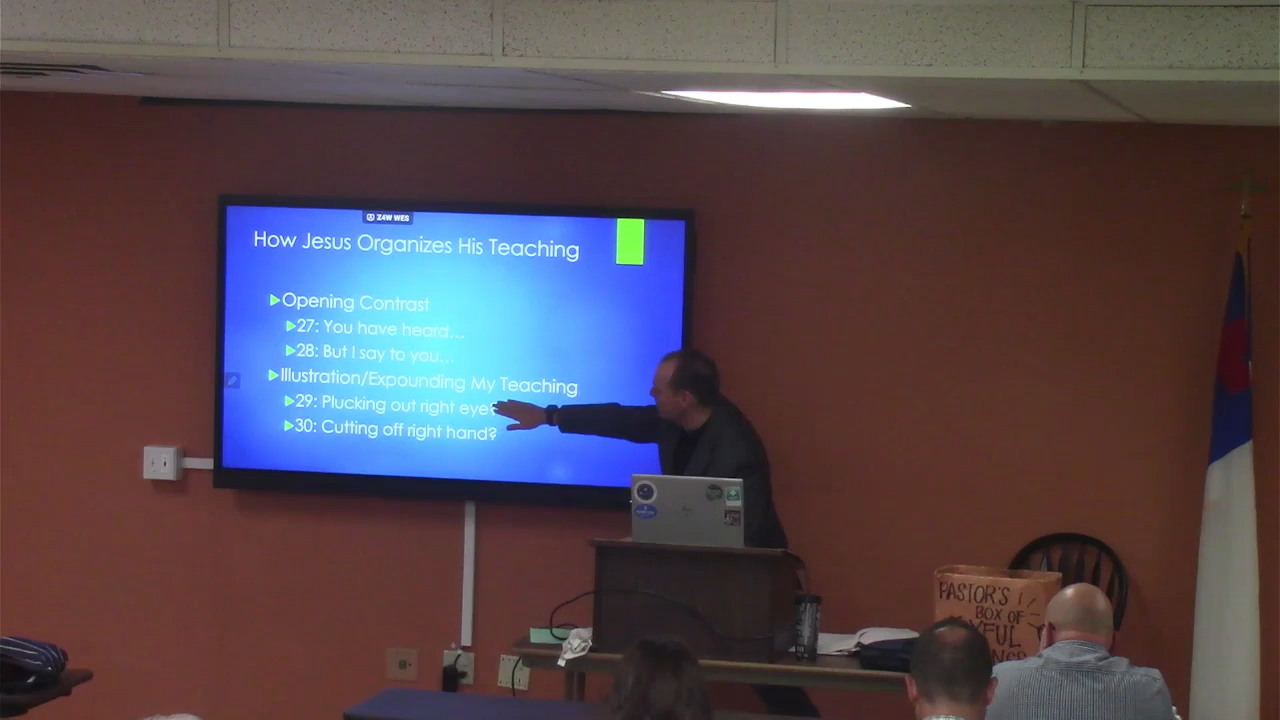 Z4W WES
How Jesus Organizes His Teaching
Opening Contrast
27: You have heard...
28: But I say to you...
Illustration/Expounding My Teaching
29: Plucking out right eye?
30: Cutting off right hand?
PASTOR'S
BOX OF